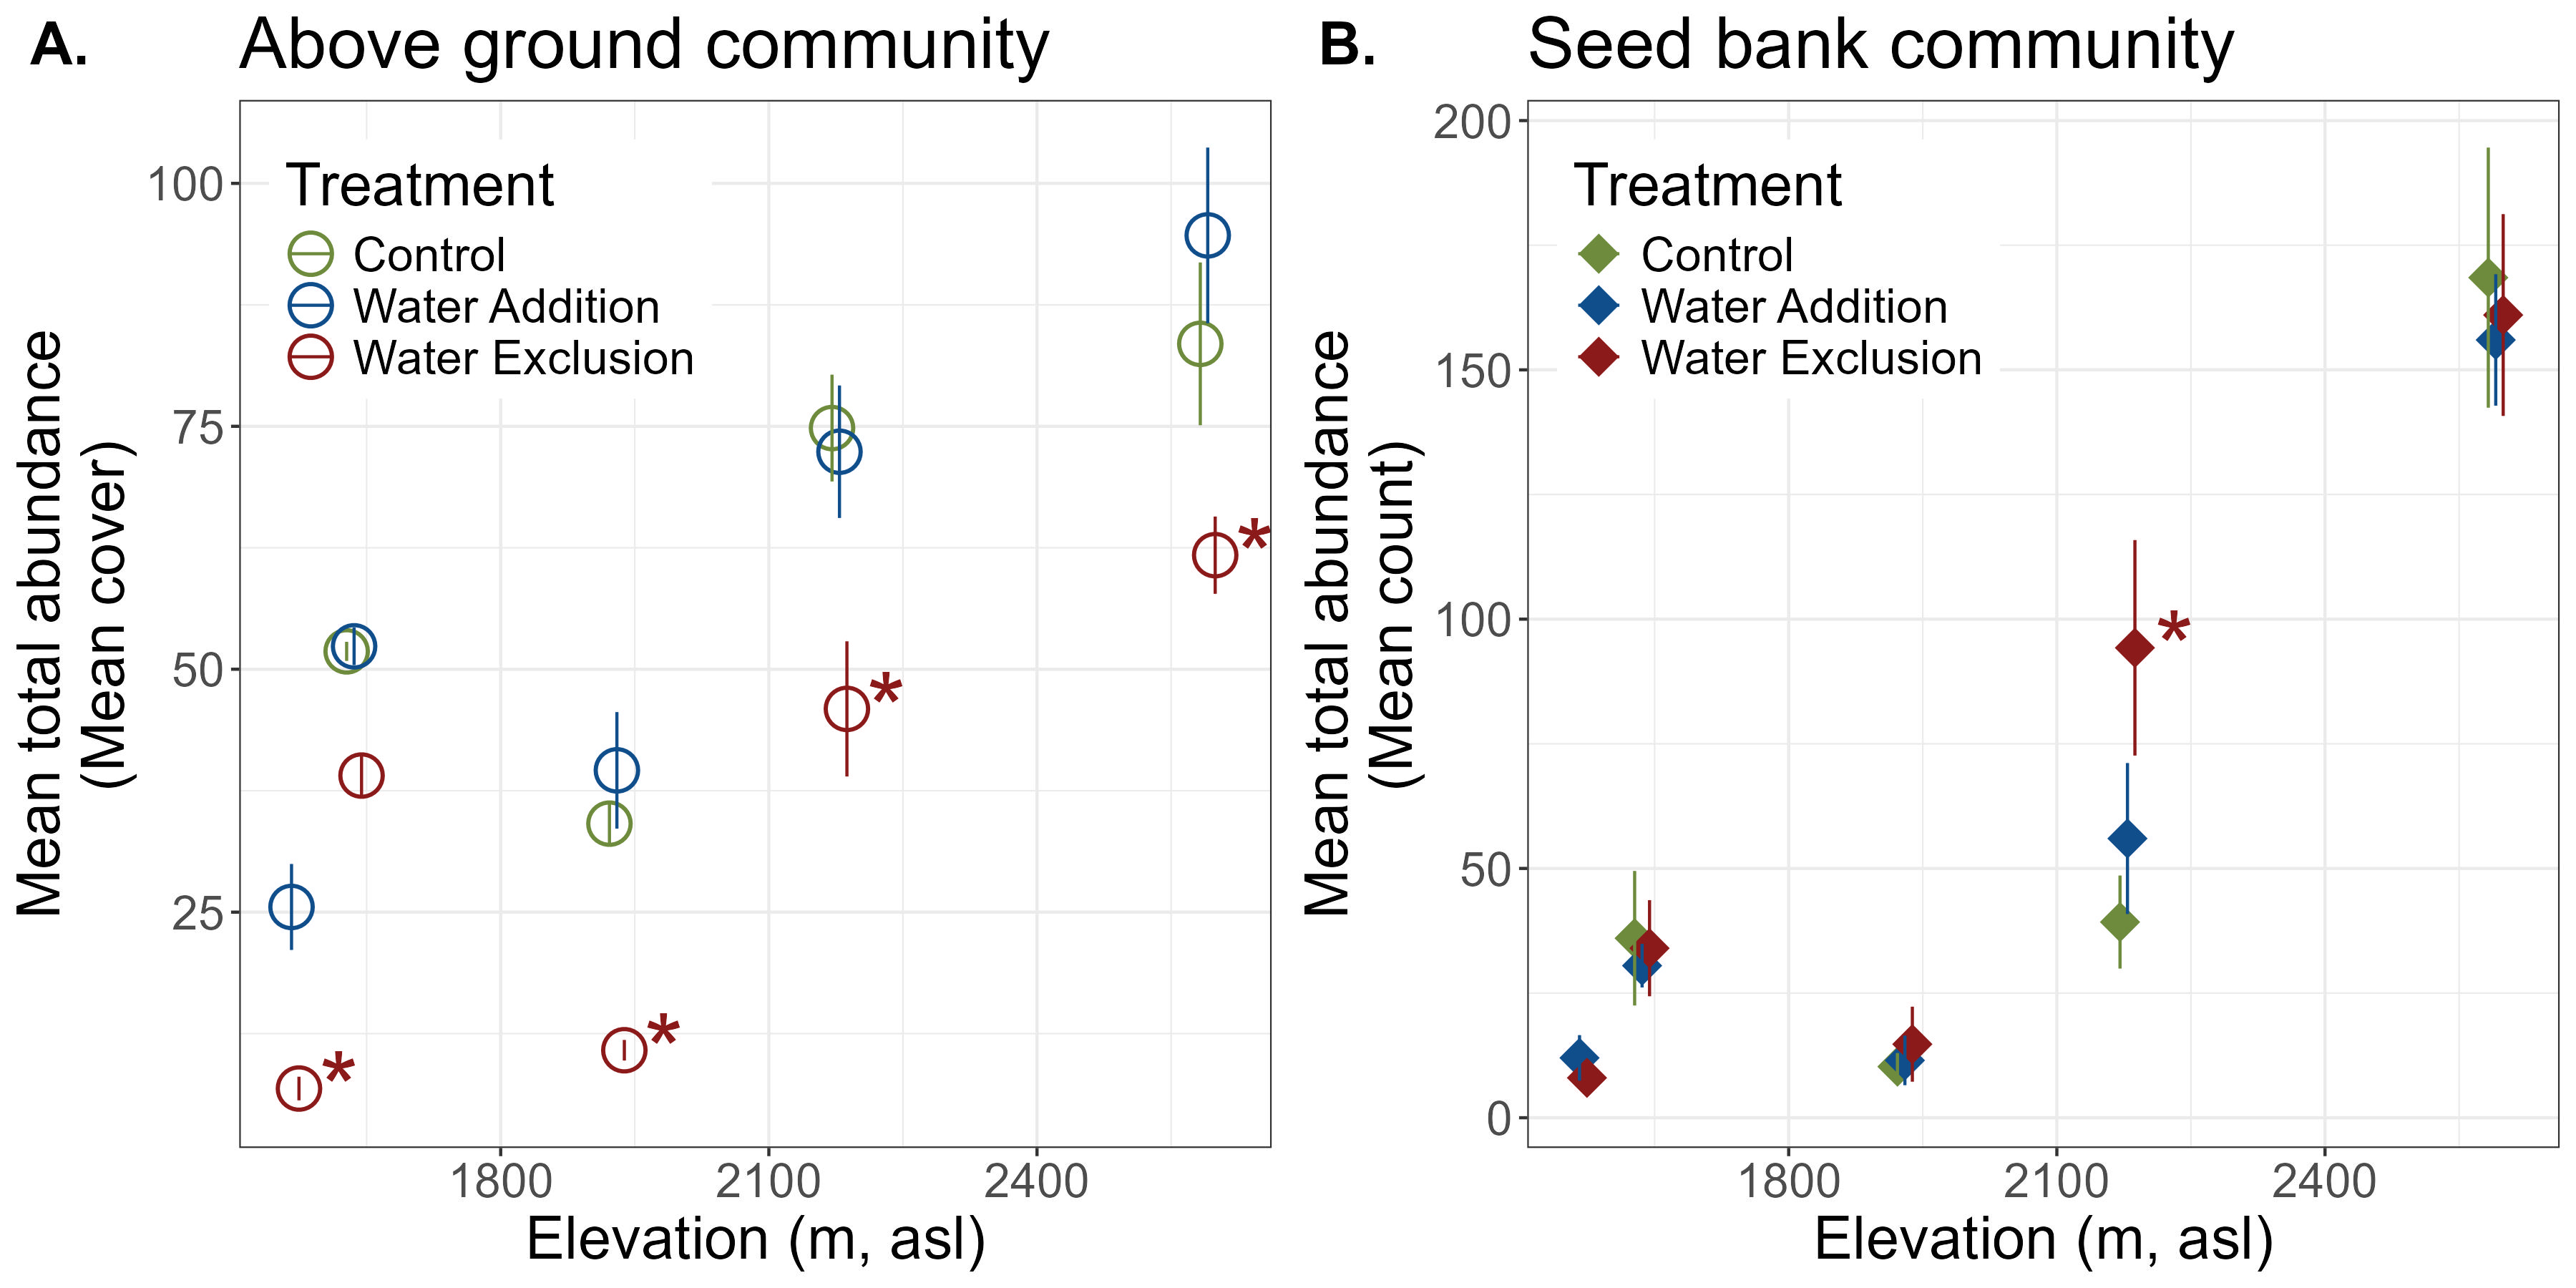 A.
Above ground community
Mean total abundance
(Mean cover)
100
75
50
25
Treatment
Control
Water Addition
Water Exclusion
*
*
*
*
1800
2100
2400
Elevation (m, asl)
B.
Seed bank community
Mean total abundance
(Mean count)
200
150
100
50
0
Treatment
Control
Water Addition
Water Exclusion
*
1800
2100
2400
Elevation (m, asl)